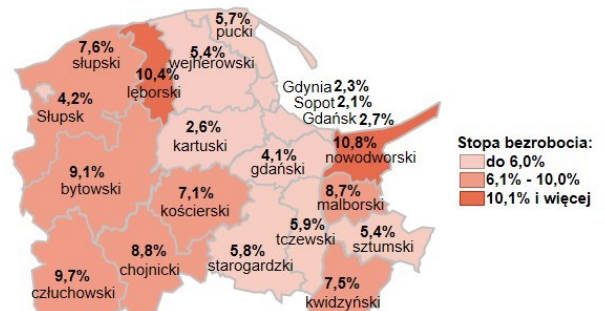 5,7%
pucki
7,6%
słupski
5,4%
wejherowski
10,4%
lęborski
Gdynia 2,3%
Sopot 2,1%
Gdańsk 2,7%
4,2%
Słupsk
2,6%
kartuski
10,8%
nowodworski
4,1%
gdański
9,1%
bytowski
7,1%
kościerski
8,7%
malborski
5,9%
tczewski
5,4%
sztumski
8,8%
chojnicki
5,8%
starogardzki
9,7%
człuchowski
7,5%
kwidzyński
Stopa bezrobocia:
do 6,0%
6,1% - 10,0%
10,1% i więcej